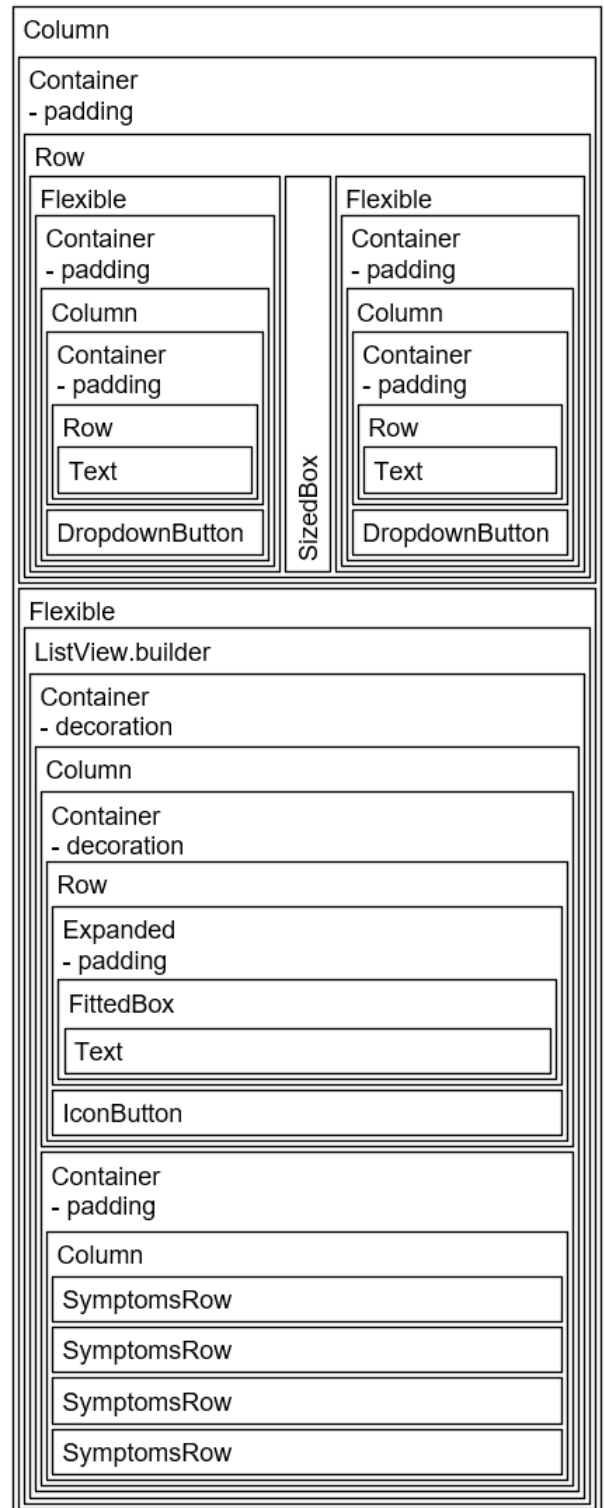 Column
Container
- padding
Row
Flexible
Container
- padding
Column
Container
- padding
Row
Text
DropdownButton
SizedBox
Flexible
Container
- padding
Column
Container
- padding
Row
Text
DropdownButton
Flexible
ListView.builder
Container
- decoration
Column
Container
- decoration
Row
Expanded
- padding
FittedBox
Text
IconButton
Container
- padding
Column
SymptomsRow
SymptomsRow
SymptomsRow
SymptomsRow